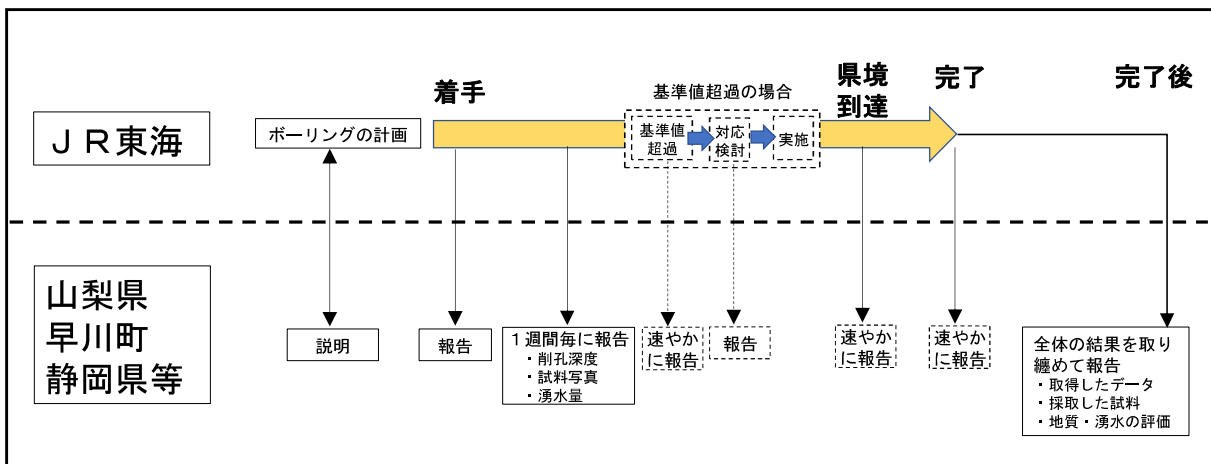 ＪＲ東海
ボーリングの計画
着手
基準値超過の場合
基準値
超過
対応
検討
実施
県境
到達
完了
完了後
山梨県
早川町
静岡県等
説明
報告
１週間毎に報告
・削孔深度
・試料写真
・湧水量
速やか
に報告
報告
速やか
に報告
速やか
に報告
全体の結果を取り
纏めて報告
・取得したデータ
・採取した試料
・地質・湧水の評価